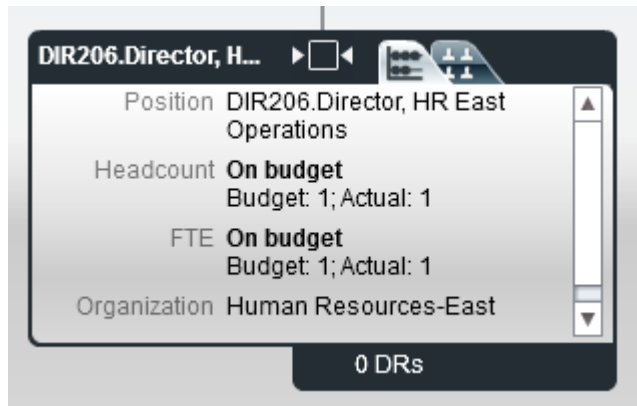 DIR206.Director, H...
Position DIR206.Director, HR East
Operations
Headcount On budget
Budget: 1; Actual: 1
FTE On budget
Budget: 1; Actual: 1
Organization Human Resources-East
0 DRs